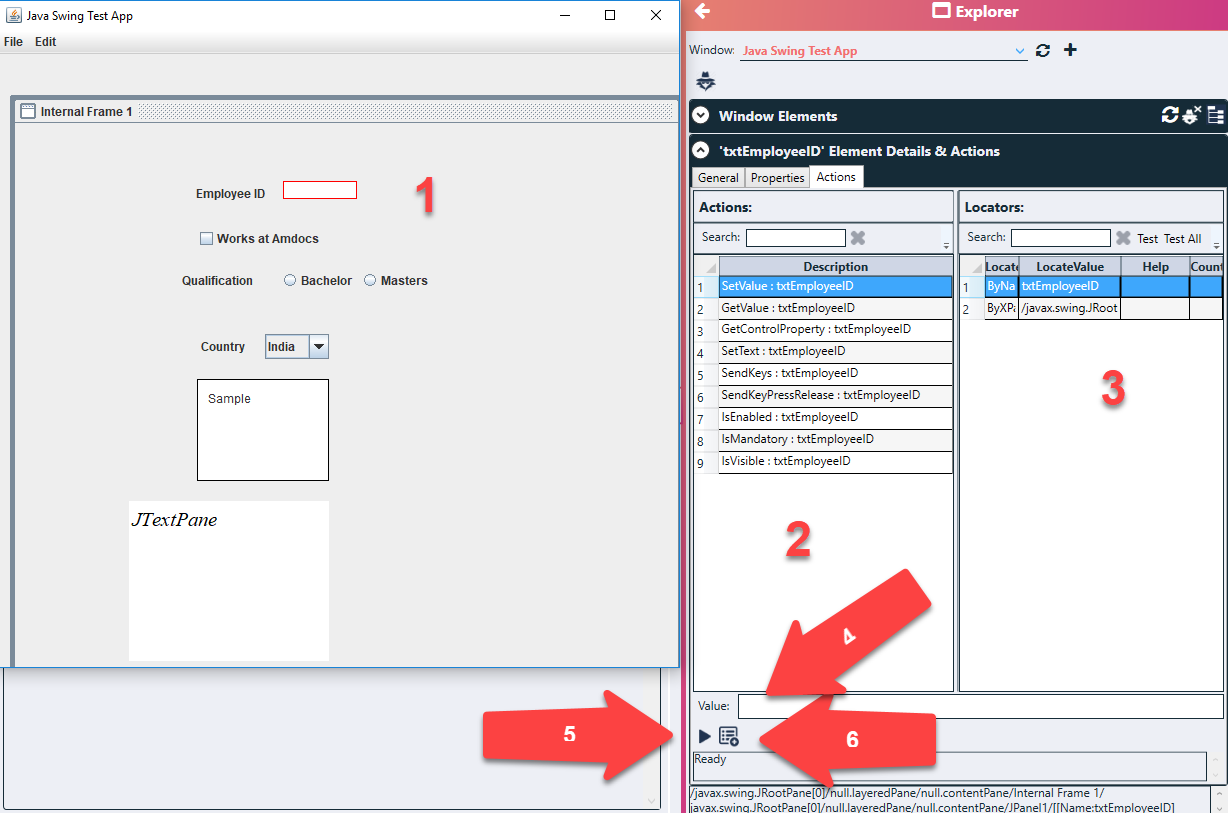 Java Swing Test App
File Edit
Internal Frame 1
Employee ID
1
Works at Amdocs
Qualification Bachelor Masters
Country India
Sample
JTextPane
5
Explorer
Window: Java Swing Test App
Window Elements
'txtEmployeeID' Element Details & Actions
General Properties Actions
Actions:
Search:
Description
1 SetValue : txtEmployeeID
2 GetValue : txtEmployeeID
3 GetControlProperty : txtEmployeeID
4 SetText : txtEmployeeID
5 SendKeys : txtEmployeeID
6 SendKeyPressRelease : txtEmployeeID
7 IsEnabled : txtEmployeeID
8 IsMandatory : txtEmployeeID
9 IsVisible : txtEmployeeID
2
Locators:
Search: Test Test All
Locate LocateValue Help Count
1 ByNa txtEmployeeID
2 ByXPa /javax.swing.JRoot
3
4
Value:
6
Ready
/javax.swing.JRootPane[0]/null.layeredPane/null.contentPane/Internal Frame 1/
javax.swing.JRootPane[0]/null.layeredPane/null.contentPane/JPanel1/[[Name:txtEmployeeID]